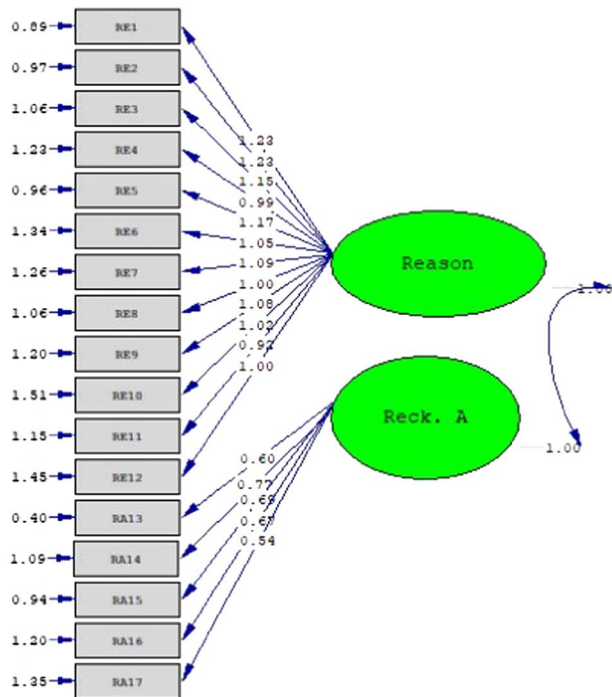 0.89 RE1
0.97 RE2
1.06 RE3
1.23 RE4
0.96 RE5
1.34 RE6
1.26 RE7
1.06 RE8
1.20 RE9
1.51 RE10
1.15 RE11
1.45 RE12
0.40 RA13
1.09 RA14
0.94 RA15
1.20 RA16
1.35 RA17
1.23
1.23
1.15
0.99
1.17
1.05
1.09
1.00
1.08
1.02
0.92
1.00
0.60
0.77
0.69
0.67
0.54
Reason
1.00
Reck. A
1.00